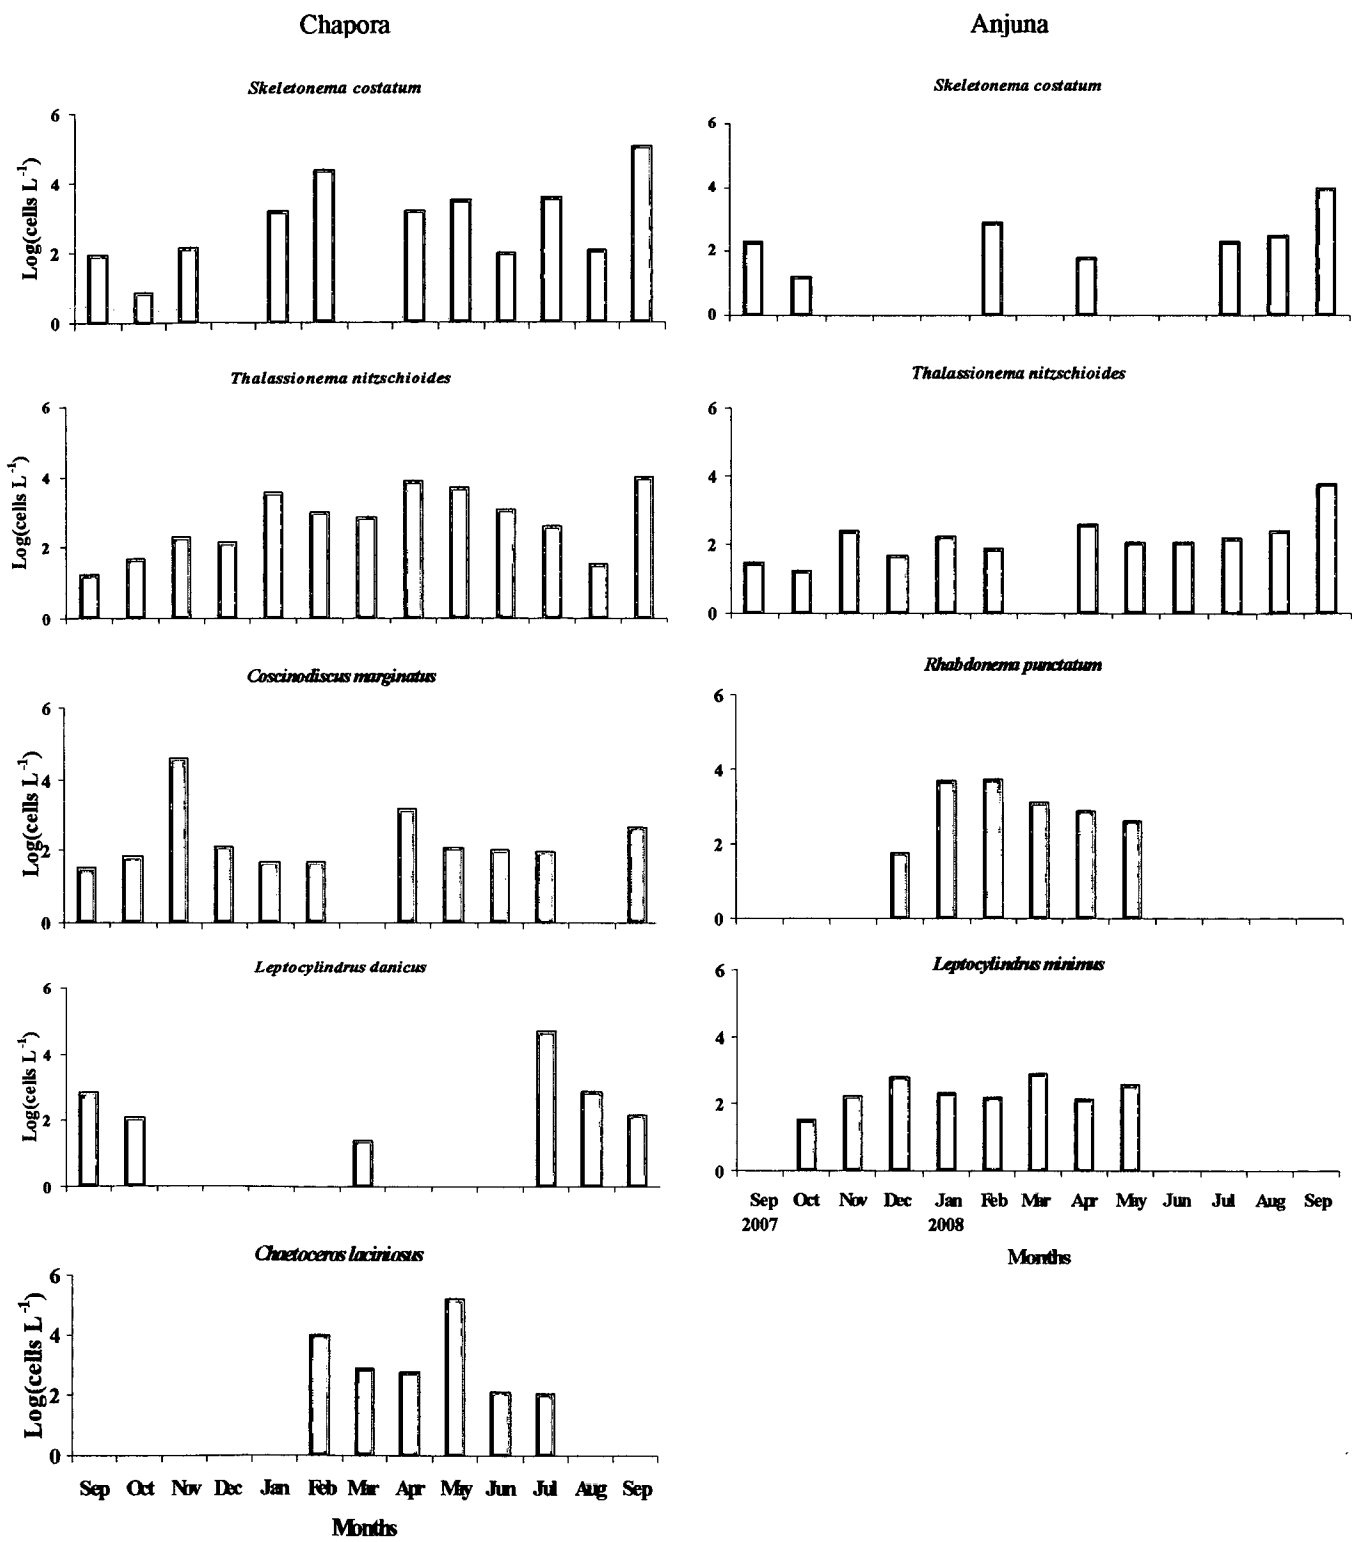 Chapora
Skeletonema costatum
Log(cells L⁻¹)
6
4
2
0
Thalassionema nitzschioides
Log(cells L⁻¹)
6
4
2
0
Coscinodiscus marginatus
Log(cells L⁻¹)
6
4
2
0
Leptocylindrus danicus
Log(cells L⁻¹)
6
4
2
0
Chaetoceros laciniosus
Log(cells L⁻¹)
6
4
2
0
Sep Oct Nov Dec Jan Feb Mar Apr May Jun Jul Aug Sep
Months
Anjuna
Skeletonema costatum
6
4
2
0
Thalassionema nitzschioides
6
4
2
0
Rhabdonema punctatum
6
4
2
0
Leptocylindrus minimus
6
4
2
0
Sep Oct Nov Dec Jan Feb Mar Apr May Jun Jul Aug Sep
2007 2008
Months